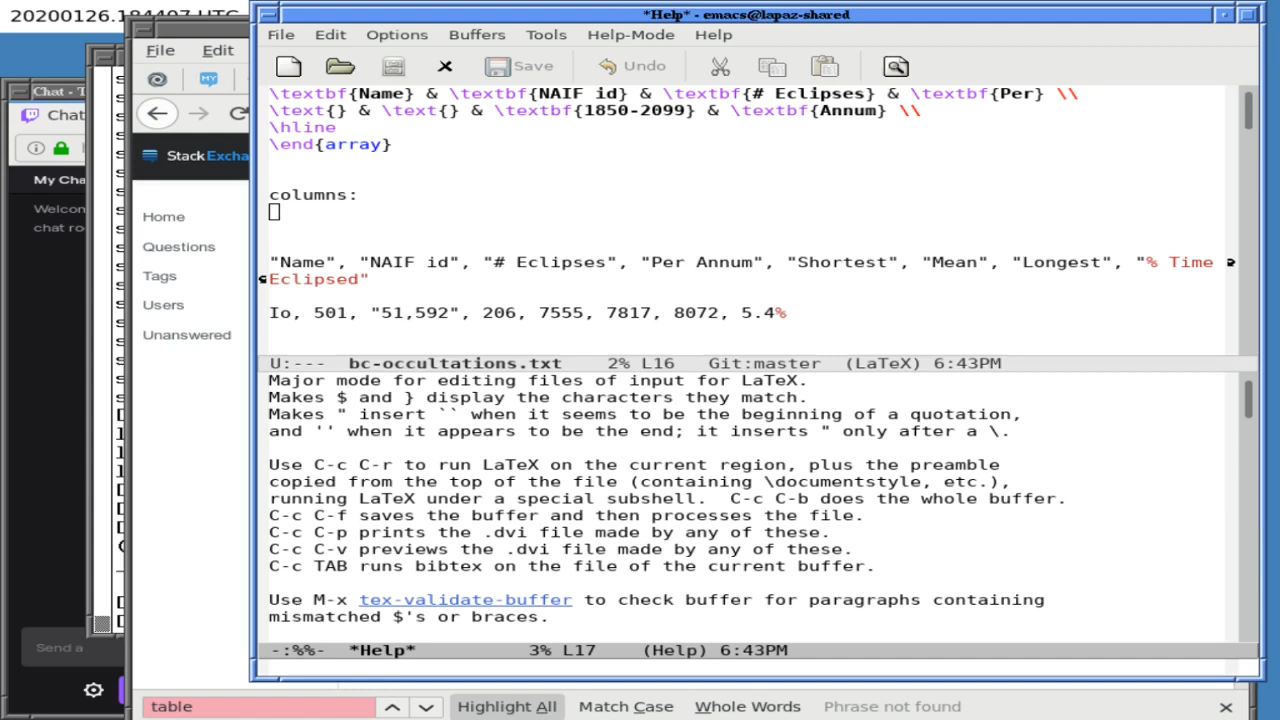 20200126.184407 UTC
*Help* - emacs@lapaz-shared
File Edit Options Buffers Tools Help-Mode Help
Save Undo
\textbf{Name} & \textbf{NAIF id} & \textbf{# Eclipses} & \textbf{Per} \\
\text{} & \text{} & \textbf{1850-2099} & \textbf{Annum} \\
\hline
\end{array}
columns:
"Name", "NAIF id", "# Eclipses", "Per Annum", "Shortest", "Mean", "Longest", "% Time
Eclipsed"
Io, 501, "51,592", 206, 7555, 7817, 8072, 5.4%
U:--- bc-occultations.txt 2% L16 Git:master (LaTeX) 6:43PM
Major mode for editing files of input for LaTeX.
Makes $ and } display the characters they match.
Makes " insert `` when it seems to be the beginning of a quotation,
and '' when it appears to be the end; it inserts " only after a \.
Use C-c C-r to run LaTeX on the current region, plus the preamble
copied from the top of the file (containing \documentstyle, etc.),
running LaTeX under a special subshell.  C-c C-b does the whole buffer.
C-c C-f saves the buffer and then processes the file.
C-c C-p prints the .dvi file made by any of these.
C-c C-v previews the .dvi file made by any of these.
C-c TAB runs bibtex on the file of the current buffer.
Use M-x tex-validate-buffer to check buffer for paragraphs containing
mismatched $'s or braces.
-:%%- *Help* 3% L17 (Help) 6:43PM
File Edit
MY
StackExcha
Home
Questions
Tags
Users
Unanswered
table
Highlight All Match Case Whole Words Phrase not found
Chat - T
Chat
My Cha
Welcon
chat ro
Send a